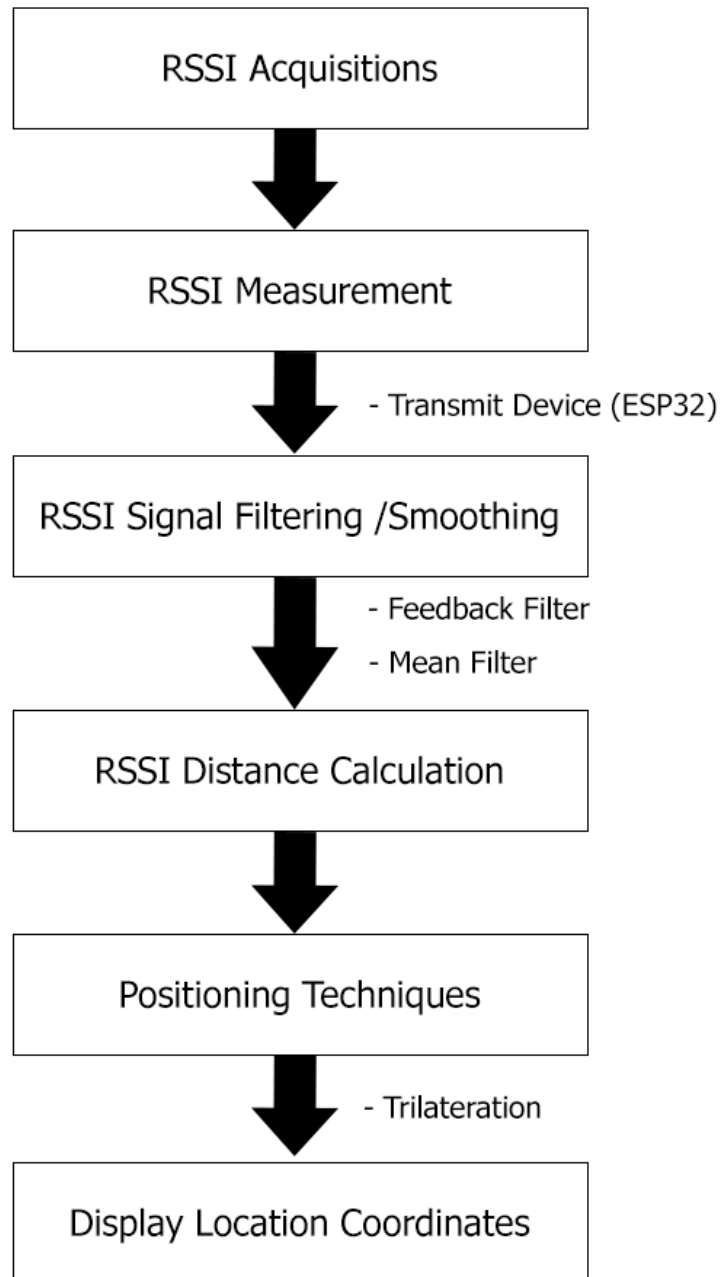 RSSI Acquisitions
RSSI Measurement
- Transmit Device (ESP32)
RSSI Signal Filtering /Smoothing
- Feedback Filter
- Mean Filter
RSSI Distance Calculation
Positioning Techniques
- Trilateration
Display Location Coordinates